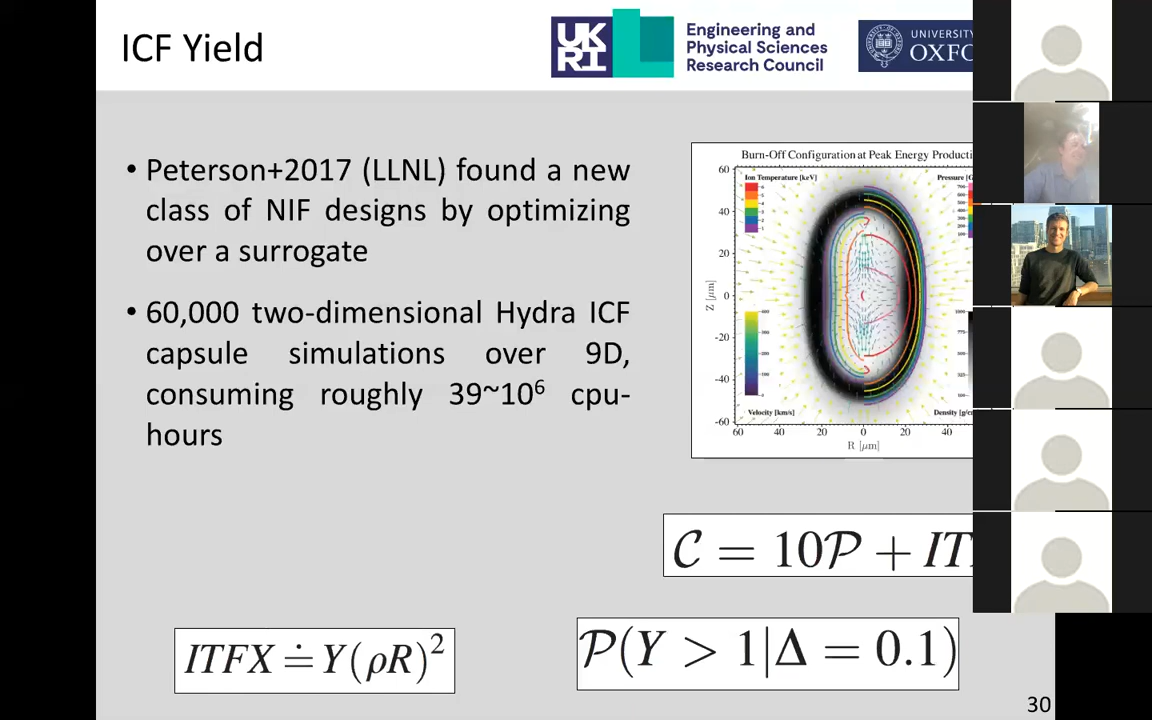 ICF Yield
UK
RI
Engineering and
Physical Sciences
Research Council
UNIVERSITY
OXFO
• Peterson+2017 (LLNL) found a new
class of NIF designs by optimizing
over a surrogate
• 60,000 two-dimensional Hydra ICF
capsule simulations over 9D,
consuming roughly 39~10⁶ cpu-
hours
Burn-Off Configuration at Peak Energy Producti
Ion Temperature [keV]
Pressure [G
60
40
20
0
-20
-40
-60
Z [μm]
Velocity [km/s]
Density [g/c
60 40 20 0 20 40
R [μm]
𝒞 = 10𝒫 + IT
ITFX ≐ Y(ρR)²
𝒫(Y > 1|Δ = 0.1)
30